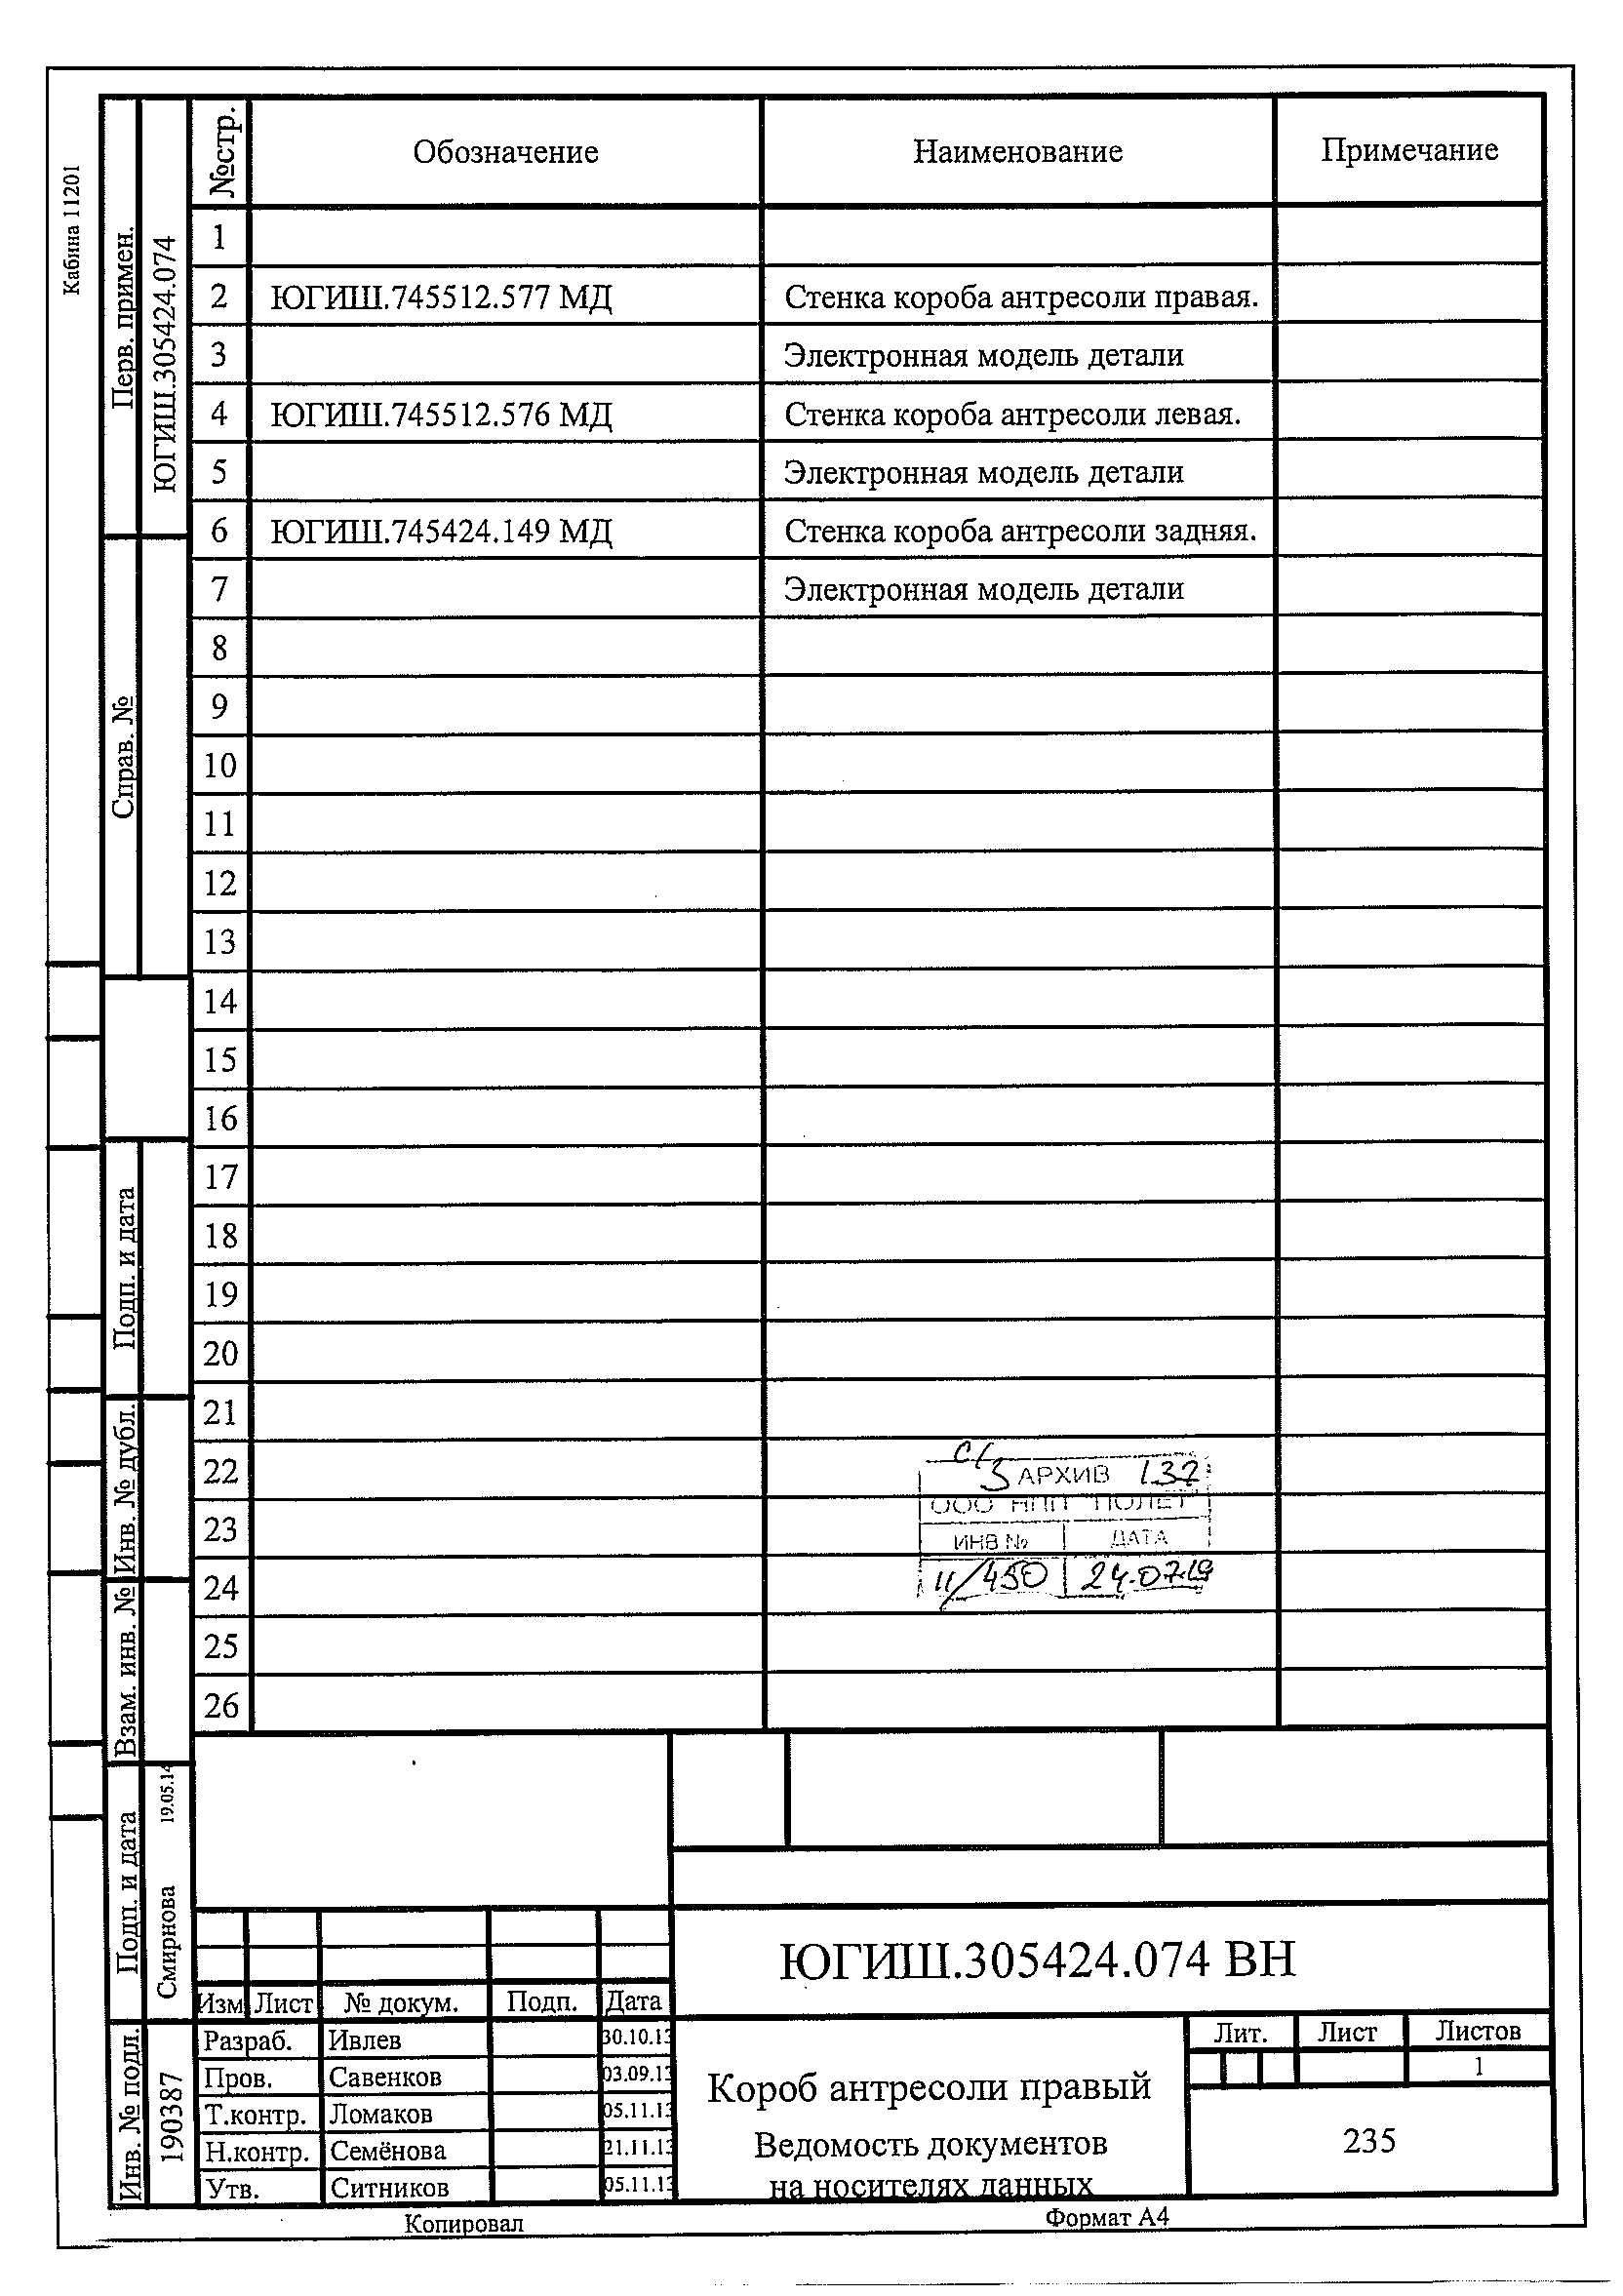 Кабина 11201
Перв. примен.
ЮГИШ.305424.074
Справ. №
Подп. и дата
Инв. № дубл.
Взам. инв. №
Подп. и дата
Смирнова 19.05.14
Инв. № подл.
190387
№стр. Обозначение Наименование Примечание
1
2 ЮГИШ.745512.577 МД Стенка короба антресоли правая.
3 Электронная модель детали
4 ЮГИШ.745512.576 МД Стенка короба антресоли левая.
5 Электронная модель детали
6 ЮГИШ.745424.149 МД Стенка короба антресоли задняя.
7 Электронная модель детали
8
9
10
11
12
13
14
15
16
17
18
19
20
21
22
23
24
25
26
с/з АРХИВ 132
ООО НПП "ПОЛЕТ"
ИНВ № ДАТА
11/450 24.07.19
ЮГИШ.305424.074 ВН
Изм Лист № докум. Подп. Дата
Разраб. Ивлев 30.10.13
Пров. Савенков 03.09.13
Т.контр. Ломаков 05.11.13
Н.контр. Семёнова 21.11.13
Утв. Ситников 05.11.13
Короб антресоли правый
Ведомость документов
на носителях данных
Лит. Лист Листов
1
235
Копировал Формат А4